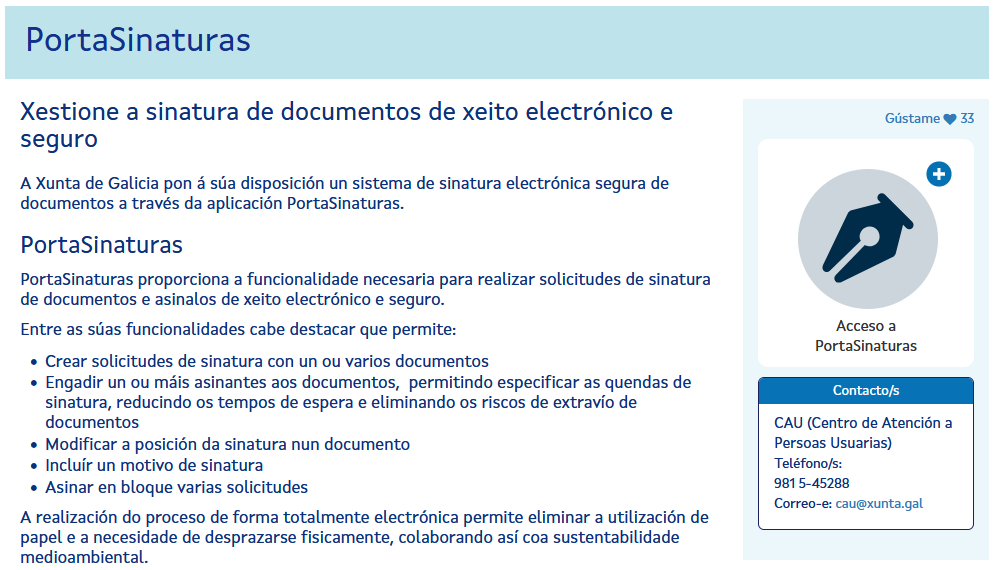 PortaSinaturas
Xestione a sinatura de documentos de xeito electrónico e
seguro
A Xunta de Galicia pon á súa disposición un sistema de sinatura electrónica segura de
documentos a través da aplicación PortaSinaturas.
PortaSinaturas
PortaSinaturas proporciona a funcionalidade necesaria para realizar solicitudes de sinatura
de documentos e asinalos de xeito electrónico e seguro.
Entre as súas funcionalidades cabe destacar que permite:
• Crear solicitudes de sinatura con un ou varios documentos
• Engadir un ou máis asinantes aos documentos,  permitindo especificar as quendas de
sinatura, reducindo os tempos de espera e eliminando os riscos de extravío de
documentos
• Modificar a posición da sinatura nun documento
• Incluír un motivo de sinatura
• Asinar en bloque varias solicitudes
A realización do proceso de forma totalmente electrónica permite eliminar a utilización de
papel e a necesidade de desprazarse fisicamente, colaborando así coa sustentabilidade
medioambiental.
Gústame 33
Acceso a
PortaSinaturas
Contacto/s
CAU (Centro de Atención a
Persoas Usuarias)
Teléfono/s:
981 5-45288
Correo-e: cau@xunta.gal